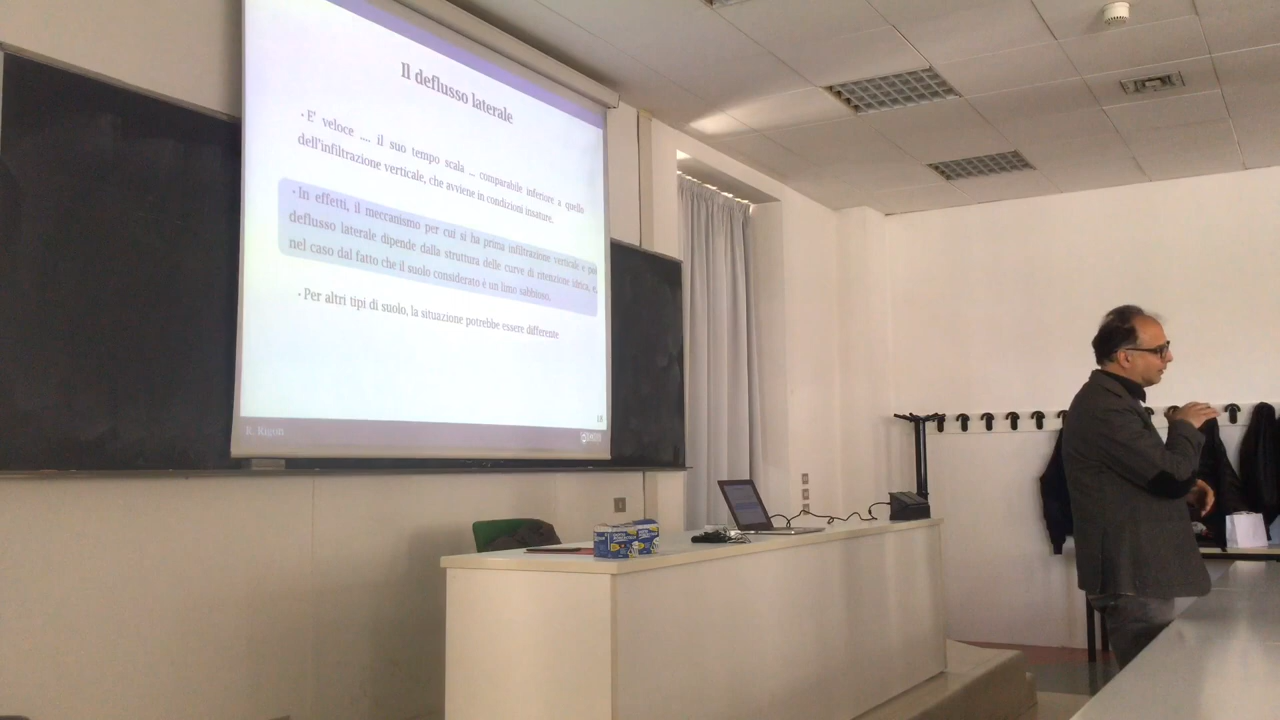 Il deflusso laterale
• E' veloce .... il suo tempo scala ... comparabile inferiore a quello
dell'infiltrazione verticale, che avviene in condizioni insature.
• In effetti, il meccanismo per cui si ha prima infiltrazione verticale e poi
deflusso laterale dipende dalla struttura delle curve di ritenzione idrica, e,
nel caso dal fatto che il suolo considerato è un limo sabbioso.
• Per altri tipi di suolo, la situazione potrebbe essere differente
18
R. Rigon